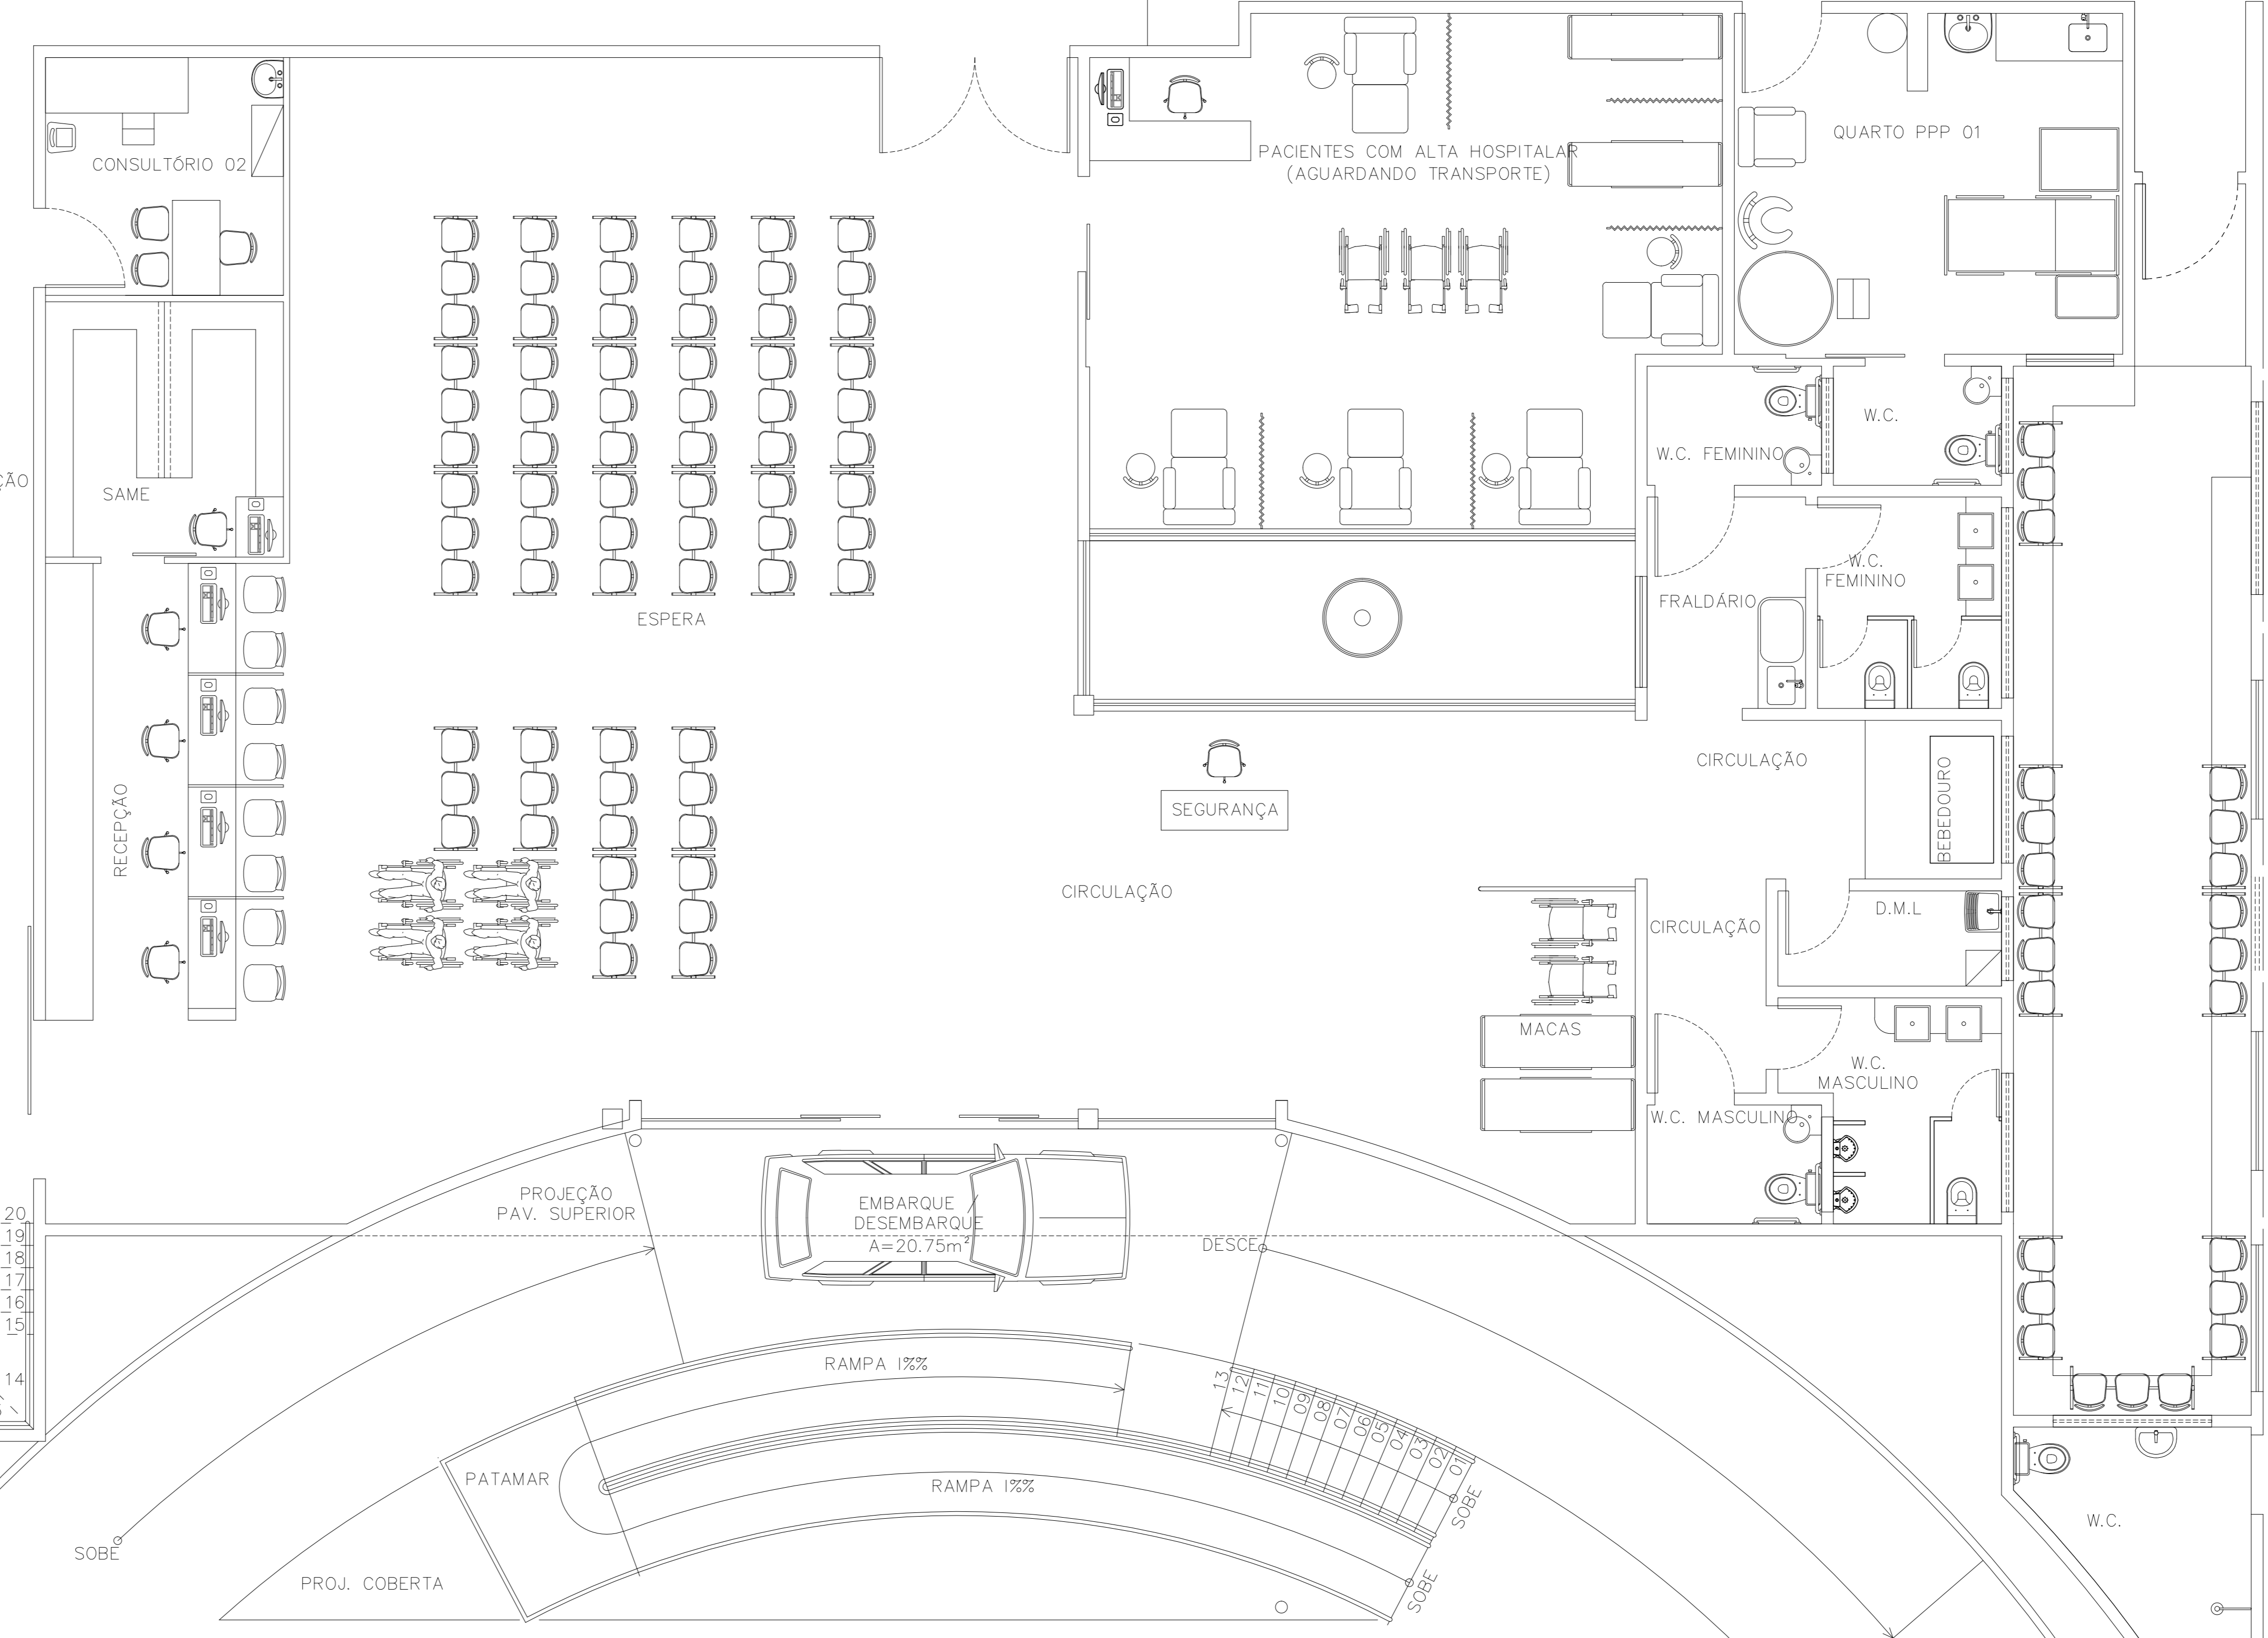 CONSULTÓRIO 02
PACIENTES COM ALTA HOSPITALAR
(AGUARDANDO TRANSPORTE)
QUARTO PPP 01
W.C.
W.C. FEMININO
ÇÃO
SAME
W.C.
FEMININO
FRALDÁRIO
ESPERA
CIRCULAÇÃO
BEBEDOURO
SEGURANÇA
RECEPÇÃO
CIRCULAÇÃO
D.M.L
CIRCULAÇÃO
MACAS
W.C.
MASCULINO
W.C. MASCULINO
PROJEÇÃO
PAV. SUPERIOR
EMBARQUE
DESEMBARQUE
A=20.75m²
DESCE
20
19
18
17
16
15
14
RAMPA I%%
13
12
11
10
09
08
07
06
05
04
03
02
01
SOBE
PATAMAR
RAMPA I%%
SOBE
W.C.
SOBE
PROJ. COBERTA